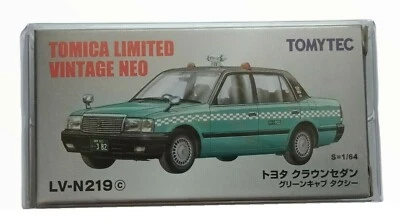 TOMICA LIMITED
VINTAGE NEO
TOMYTEC
S=1/64
トヨタ クラウンセダン
グリーンキャブ タクシー
LV-N219 c